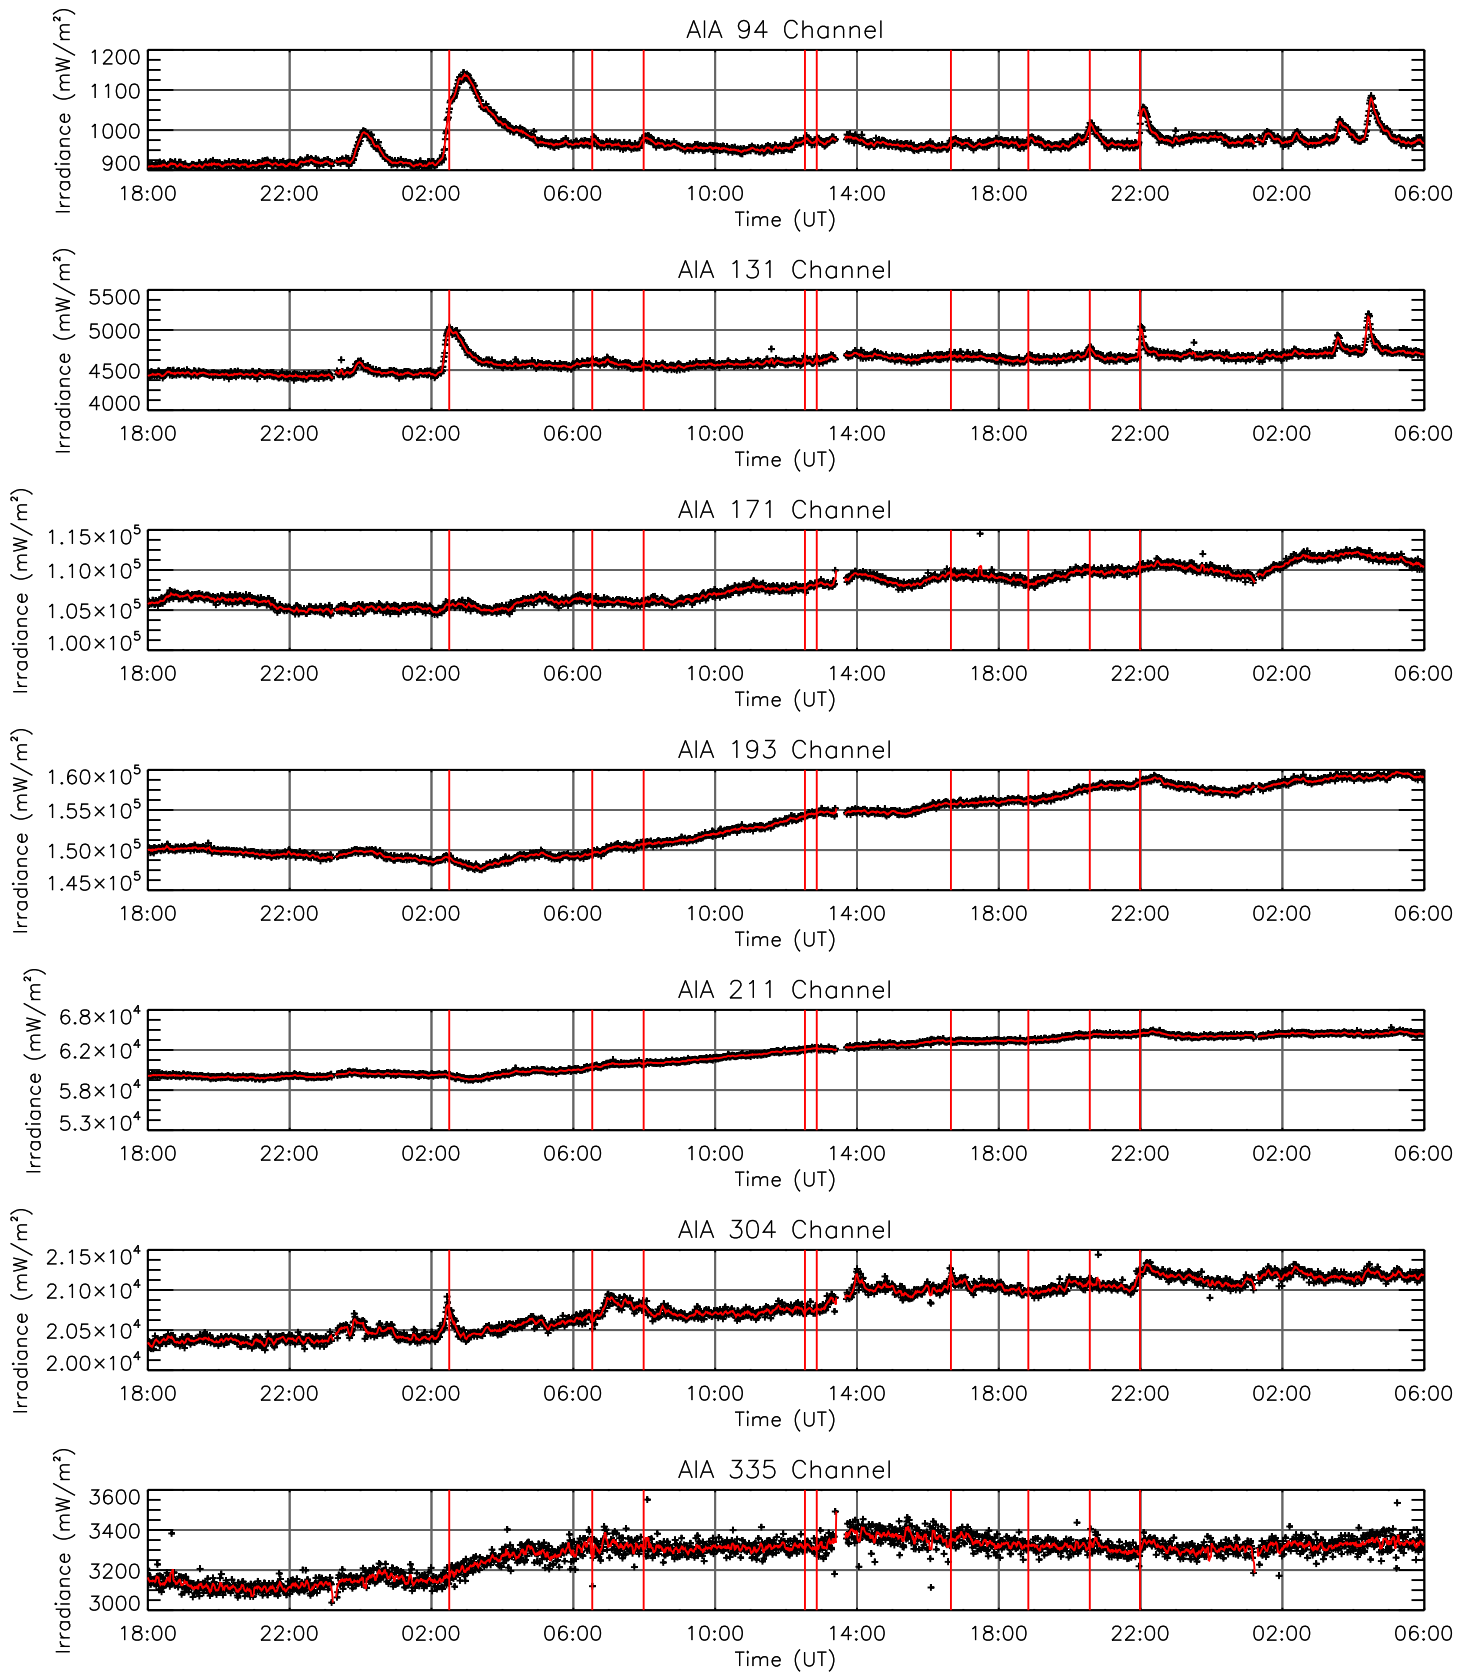 AIA 94 Channel
Irradiance (mW/m²)
1200
1100
1000
900
18:00 22:00 02:00 06:00 10:00 14:00 18:00 22:00 02:00 06:00
Time (UT)
AIA 131 Channel
Irradiance (mW/m²)
5500
5000
4500
4000
18:00 22:00 02:00 06:00 10:00 14:00 18:00 22:00 02:00 06:00
Time (UT)
AIA 171 Channel
Irradiance (mW/m²)
1.15×10⁵
1.10×10⁵
1.05×10⁵
1.00×10⁵
18:00 22:00 02:00 06:00 10:00 14:00 18:00 22:00 02:00 06:00
Time (UT)
AIA 193 Channel
Irradiance (mW/m²)
1.60×10⁵
1.55×10⁵
1.50×10⁵
1.45×10⁵
18:00 22:00 02:00 06:00 10:00 14:00 18:00 22:00 02:00 06:00
Time (UT)
AIA 211 Channel
Irradiance (mW/m²)
6.8×10⁴
6.2×10⁴
5.8×10⁴
5.3×10⁴
18:00 22:00 02:00 06:00 10:00 14:00 18:00 22:00 02:00 06:00
Time (UT)
AIA 304 Channel
Irradiance (mW/m²)
2.15×10⁴
2.10×10⁴
2.05×10⁴
2.00×10⁴
18:00 22:00 02:00 06:00 10:00 14:00 18:00 22:00 02:00 06:00
Time (UT)
AIA 335 Channel
Irradiance (mW/m²)
3600
3400
3200
3000
18:00 22:00 02:00 06:00 10:00 14:00 18:00 22:00 02:00 06:00
Time (UT)